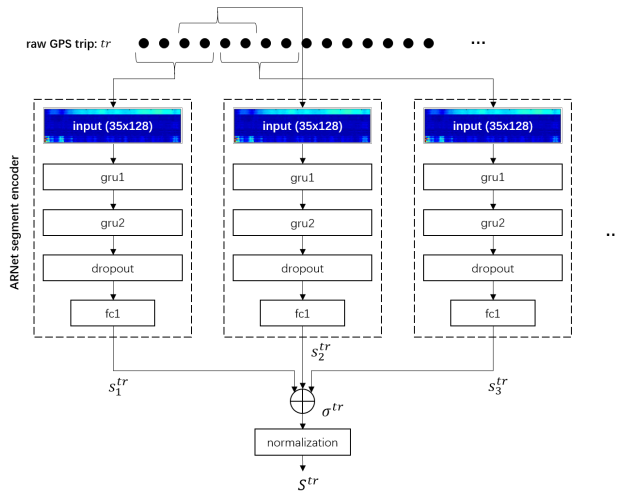 raw GPS trip: tr
...
ARNet segment encoder
input (35x128)
input (35x128)
input (35x128)
gru1
gru1
gru1
gru2
gru2
gru2
..
dropout
dropout
dropout
fc1
fc1
fc1
s_1^{tr}
s_2^{tr}
s_3^{tr}
σ^{tr}
normalization
S^{tr}